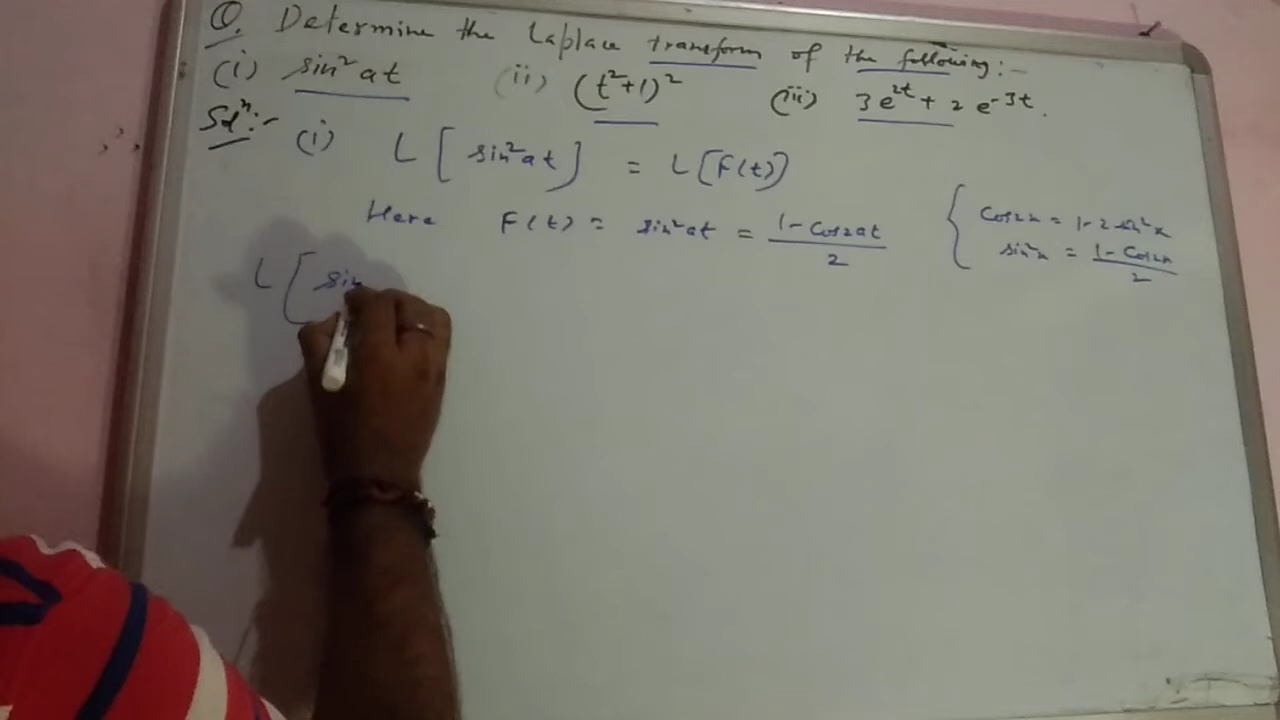 Q. Determine the Laplace transform of the following:-
(i) sin²at (ii) (t²+1)² (iii) 3e^2t + 2e^-3t.
Solⁿ:- (i) L[sin²at] = L[F(t)]
Here F(t) = sin²at = (1-cos2at)/2 { cos2x = 1-2sin²x
sin²x = (1-cos2x)/2
L[sin